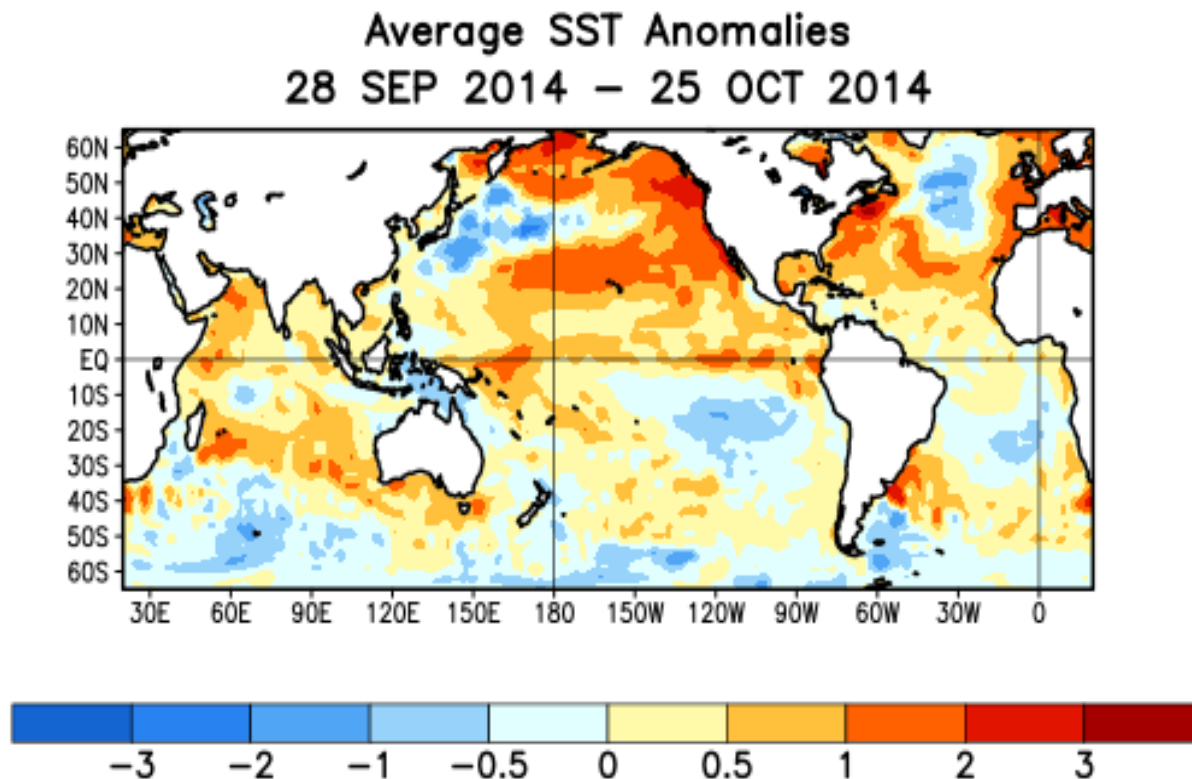 Average SST Anomalies
28 SEP 2014 – 25 OCT 2014
60N
50N
40N
30N
20N
10N
EQ
10S
20S
30S
40S
50S
60S
30E 60E 90E 120E 150E 180 150W 120W 90W 60W 30W 0
−3 −2 −1 −0.5 0 0.5 1 2 3